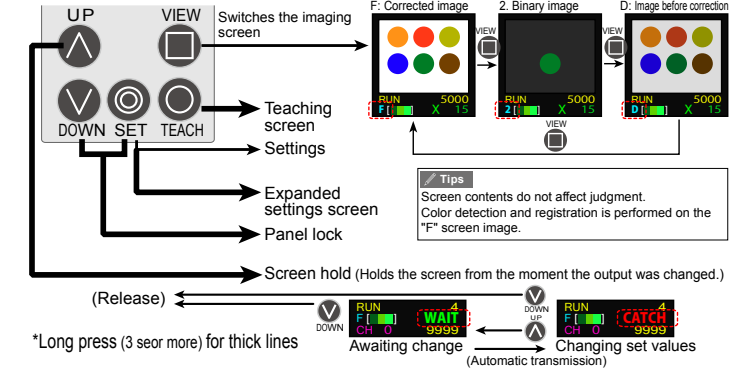 UP
VIEW
DOWN
SET
TEACH
Switches the imaging
screen
Teaching
screen
Settings
Expanded
settings screen
Panel lock
Screen hold (Holds the screen from the moment the output was changed.)
F: Corrected image
2. Binary image
D: Image before correction
VIEW
VIEW
RUN 5000
F [ ] X 15
RUN 5000
2 [ ] X 15
RUN 5000
D [ ] X 15
VIEW
Tips
Screen contents do not affect judgment.
Color detection and registration is performed on the
"F" screen image.
(Release)
DOWN
RUN 4
F [ ] WAIT
CH 0 9999
Awaiting change
DOWN
UP
RUN 4
F [ ] CATCH
CH 0 9999
Changing set values
(Automatic transmission)
*Long press (3 seor more) for thick lines